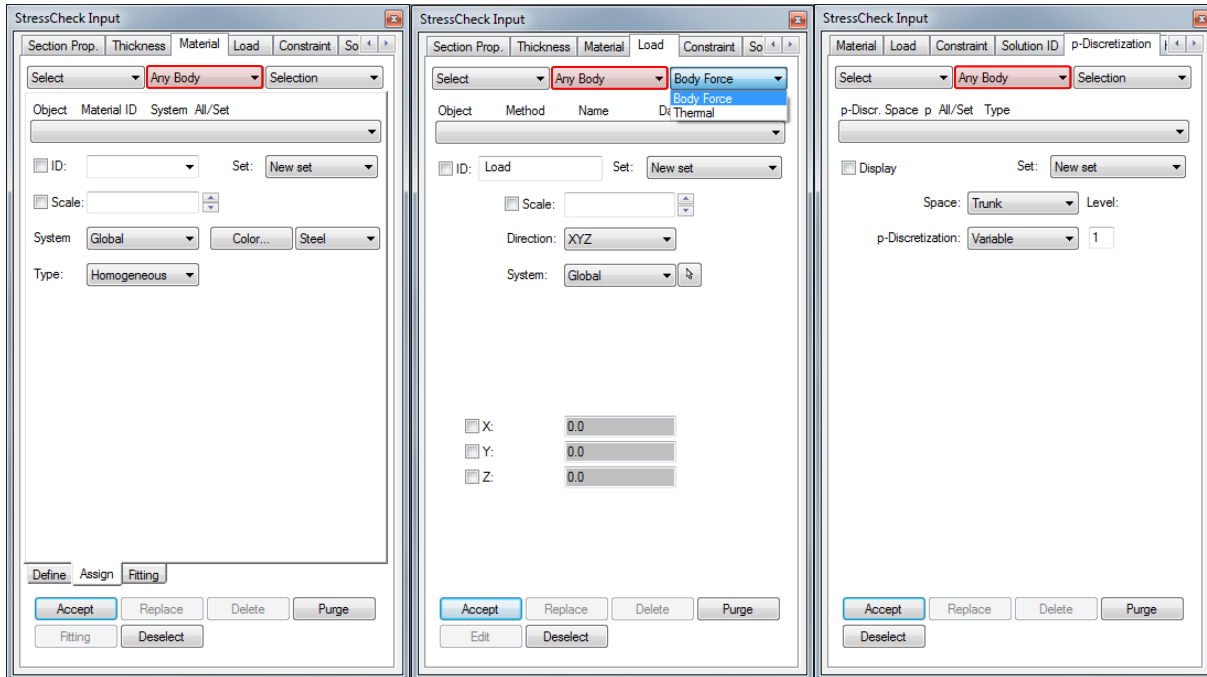 StressCheck Input
Section Prop. Thickness Material Load Constraint So
Select Any Body Selection
Object Material ID System All/Set
ID: Set: New set
Scale:
System Global Color... Steel
Type: Homogeneous
Define Assign Fitting
Accept Replace Delete Purge
Fitting Deselect
StressCheck Input
Section Prop. Thickness Material Load Constraint So
Select Any Body Body Force
Body Force
Object Method Name Da Thermal
ID: Load Set: New set
Scale:
Direction: XYZ
System: Global
X: 0.0
Y: 0.0
Z: 0.0
Accept Replace Delete Purge
Edit Deselect
StressCheck Input
Material Load Constraint Solution ID p-Discretization
Select Any Body Selection
p-Discr. Space p All/Set Type
Display Set: New set
Space: Trunk Level:
p-Discretization: Variable 1
Accept Replace Delete Purge
Deselect